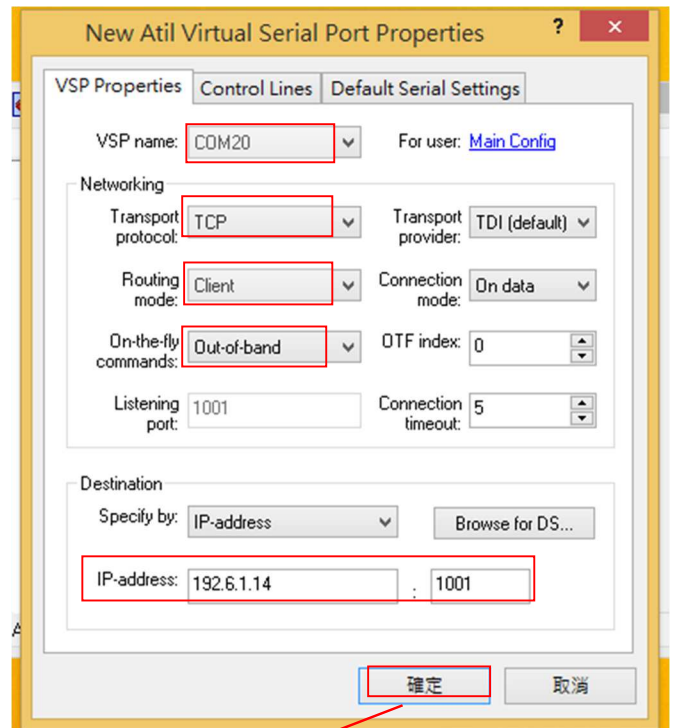 New Atil Virtual Serial Port Properties ? ×
VSP Properties Control Lines Default Serial Settings
VSP name: COM20 For user: Main Config
Networking
Transport protocol: TCP Transport provider: TDI (default)
Routing mode: Client Connection mode: On data
On-the-fly commands: Out-of-band OTF index: 0
Listening port: 1001 Connection timeout: 5
Destination
Specify by: IP-address Browse for DS...
IP-address: 192.6.1.14 : 1001
確定 取消